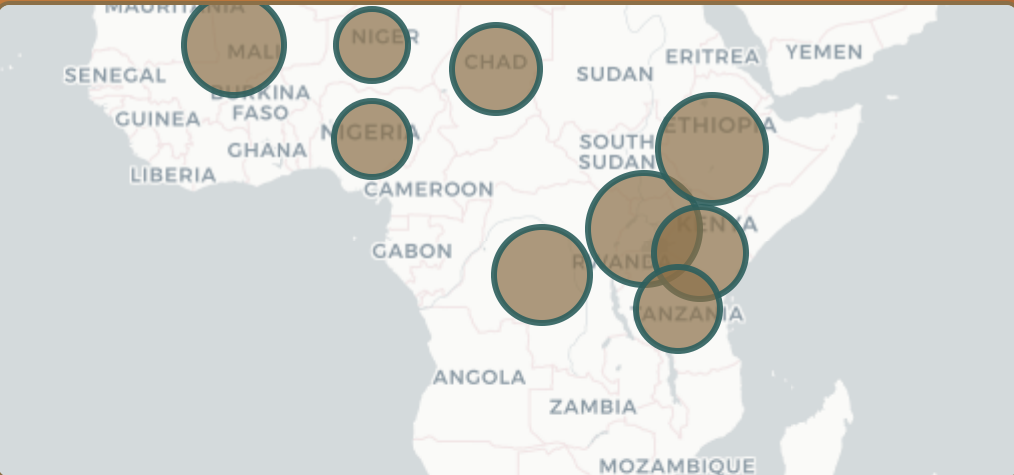 MAURITANIA
NIGER
MALI
CHAD
ERITREA
YEMEN
SENEGAL
SUDAN
BURKINA
FASO
GUINEA
NIGERIA
ETHIOPIA
GHANA
SOUTH
SUDAN
LIBERIA
CAMEROON
KENYA
GABON
RWANDA
TANZANIA
ANGOLA
ZAMBIA
MOZAMBIQUE